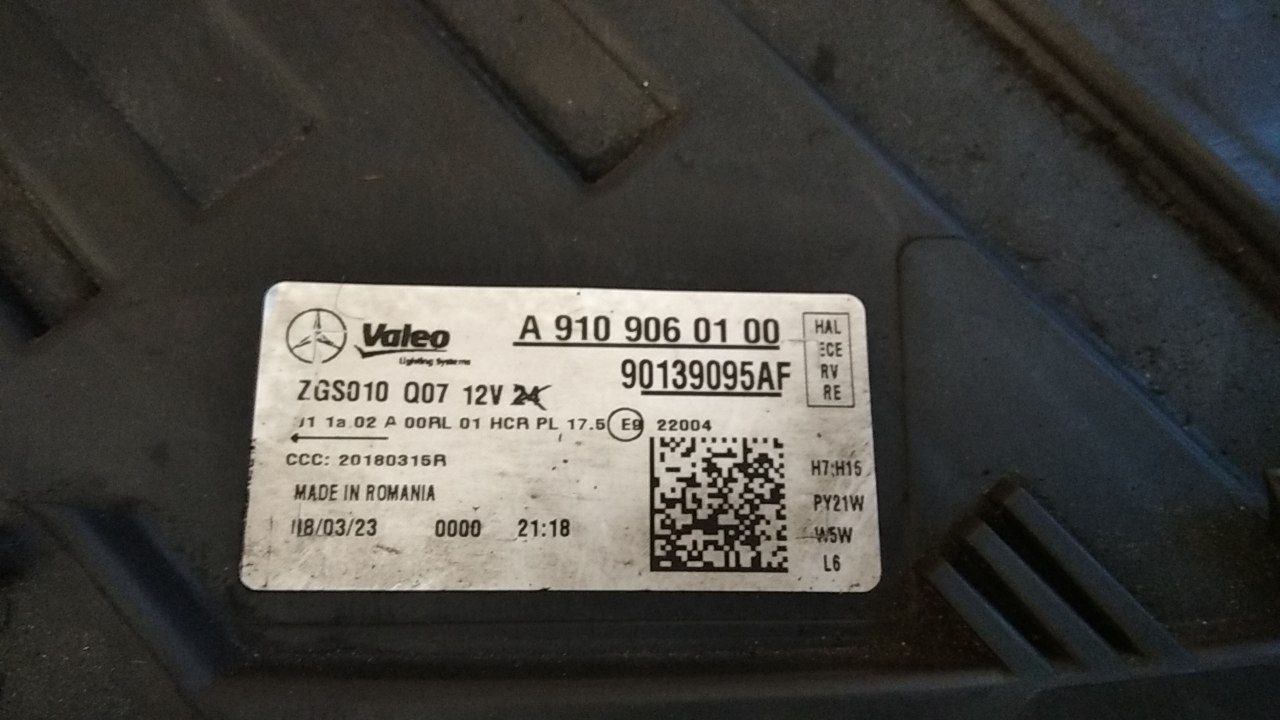 Valeo
Lighting Systems
A 910 906 01 00
90139095AF
HAL
ECE
RV
RE
ZGS010 Q07 12V 24
1a 02 A 00RL 01 HCR PL 17.5 E9 22004
CCC: 20180315R
MADE IN ROMANIA
18/03/23 0000 21:18
H7;H15
PY21W
W5W
L6